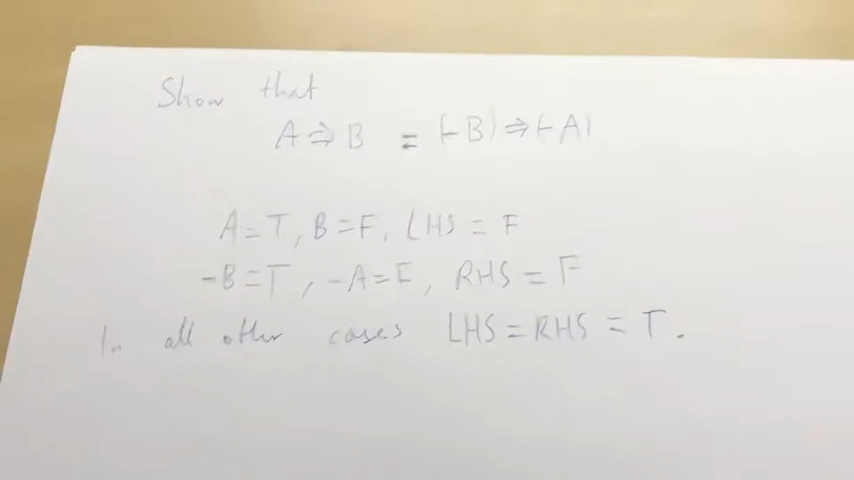 Show that
A ⇒ B = (-B) ⇒ (-A)
A = T, B = F, LHS = F
-B = T, -A = F, RHS = F
In all other cases LHS = RHS = T.